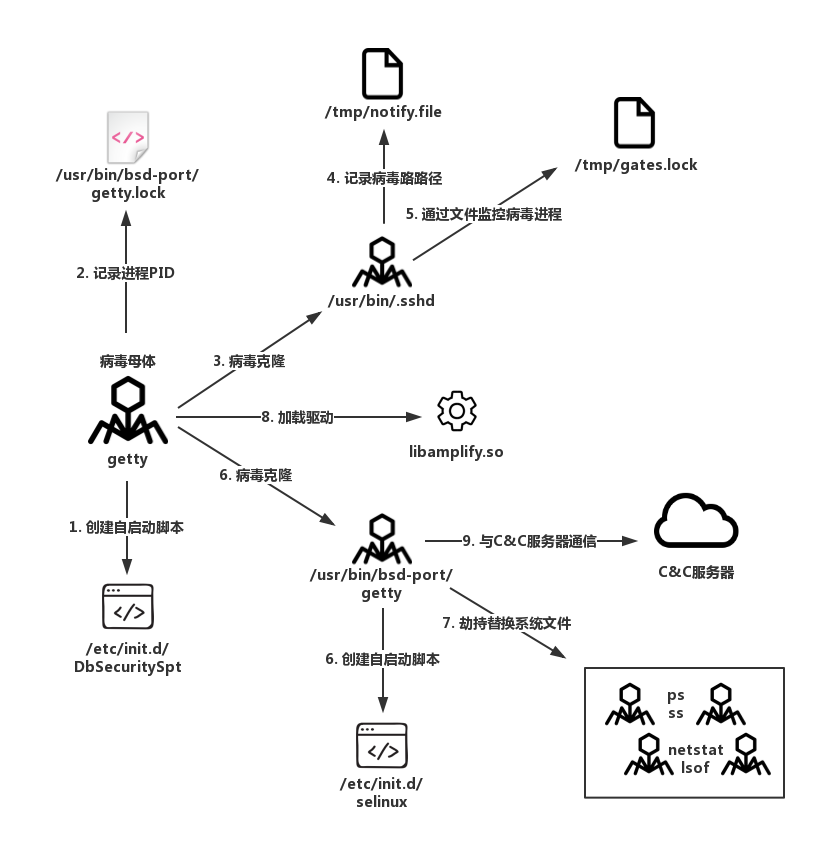 /tmp/notify.file
/tmp/gates.lock
/usr/bin/bsd-port/
getty.lock
4. 记录病毒路路径
5. 通过文件监控病毒进程
2. 记录进程PID
/usr/bin/.sshd
病毒母体
3. 病毒克隆
8. 加载驱动
libamplify.so
getty
6. 病毒克隆
1. 创建自启动脚本
9. 与C&C服务器通信
C&C服务器
/usr/bin/bsd-port/
getty
7. 劫持替换系统文件
/etc/init.d/
DbSecuritySpt
6. 创建自启动脚本
ps
ss
netstat
lsof
/etc/init.d/
selinux